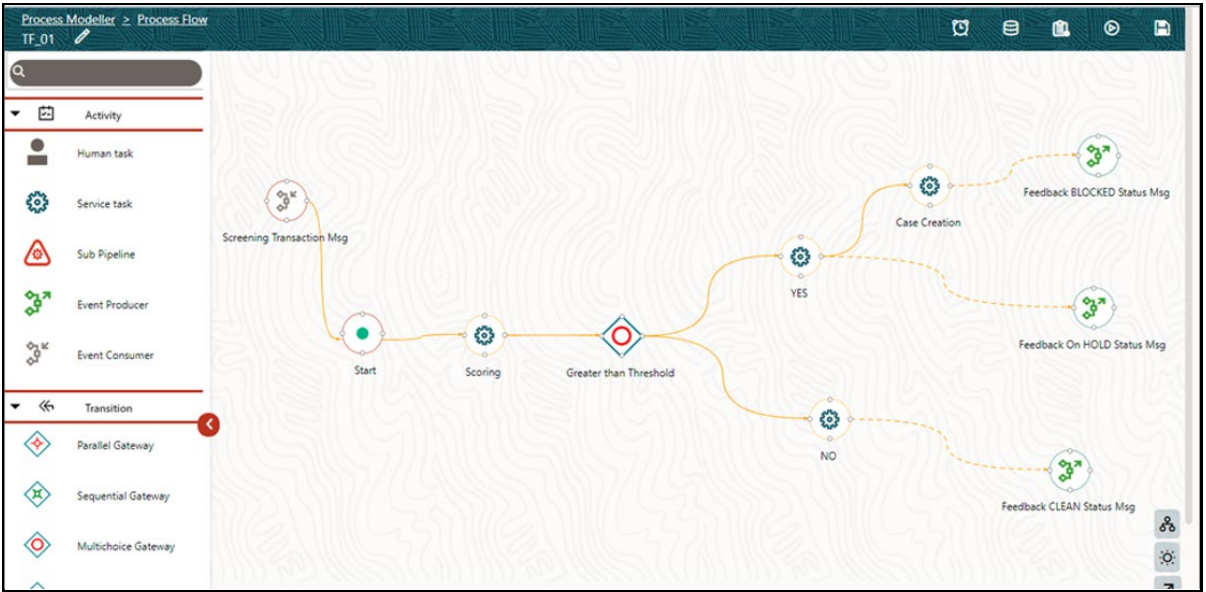 Process Modeller > Process Flow
TF_01
Activity
Human task
Service task
Sub Pipeline
Event Producer
Event Consumer
Transition
Parallel Gateway
Sequential Gateway
Multichoice Gateway
Screening Transaction Msg
Start
Scoring
Greater than Threshold
YES
NO
Case Creation
Feedback BLOCKED Status Msg
Feedback On HOLD Status Msg
Feedback CLEAN Status Msg